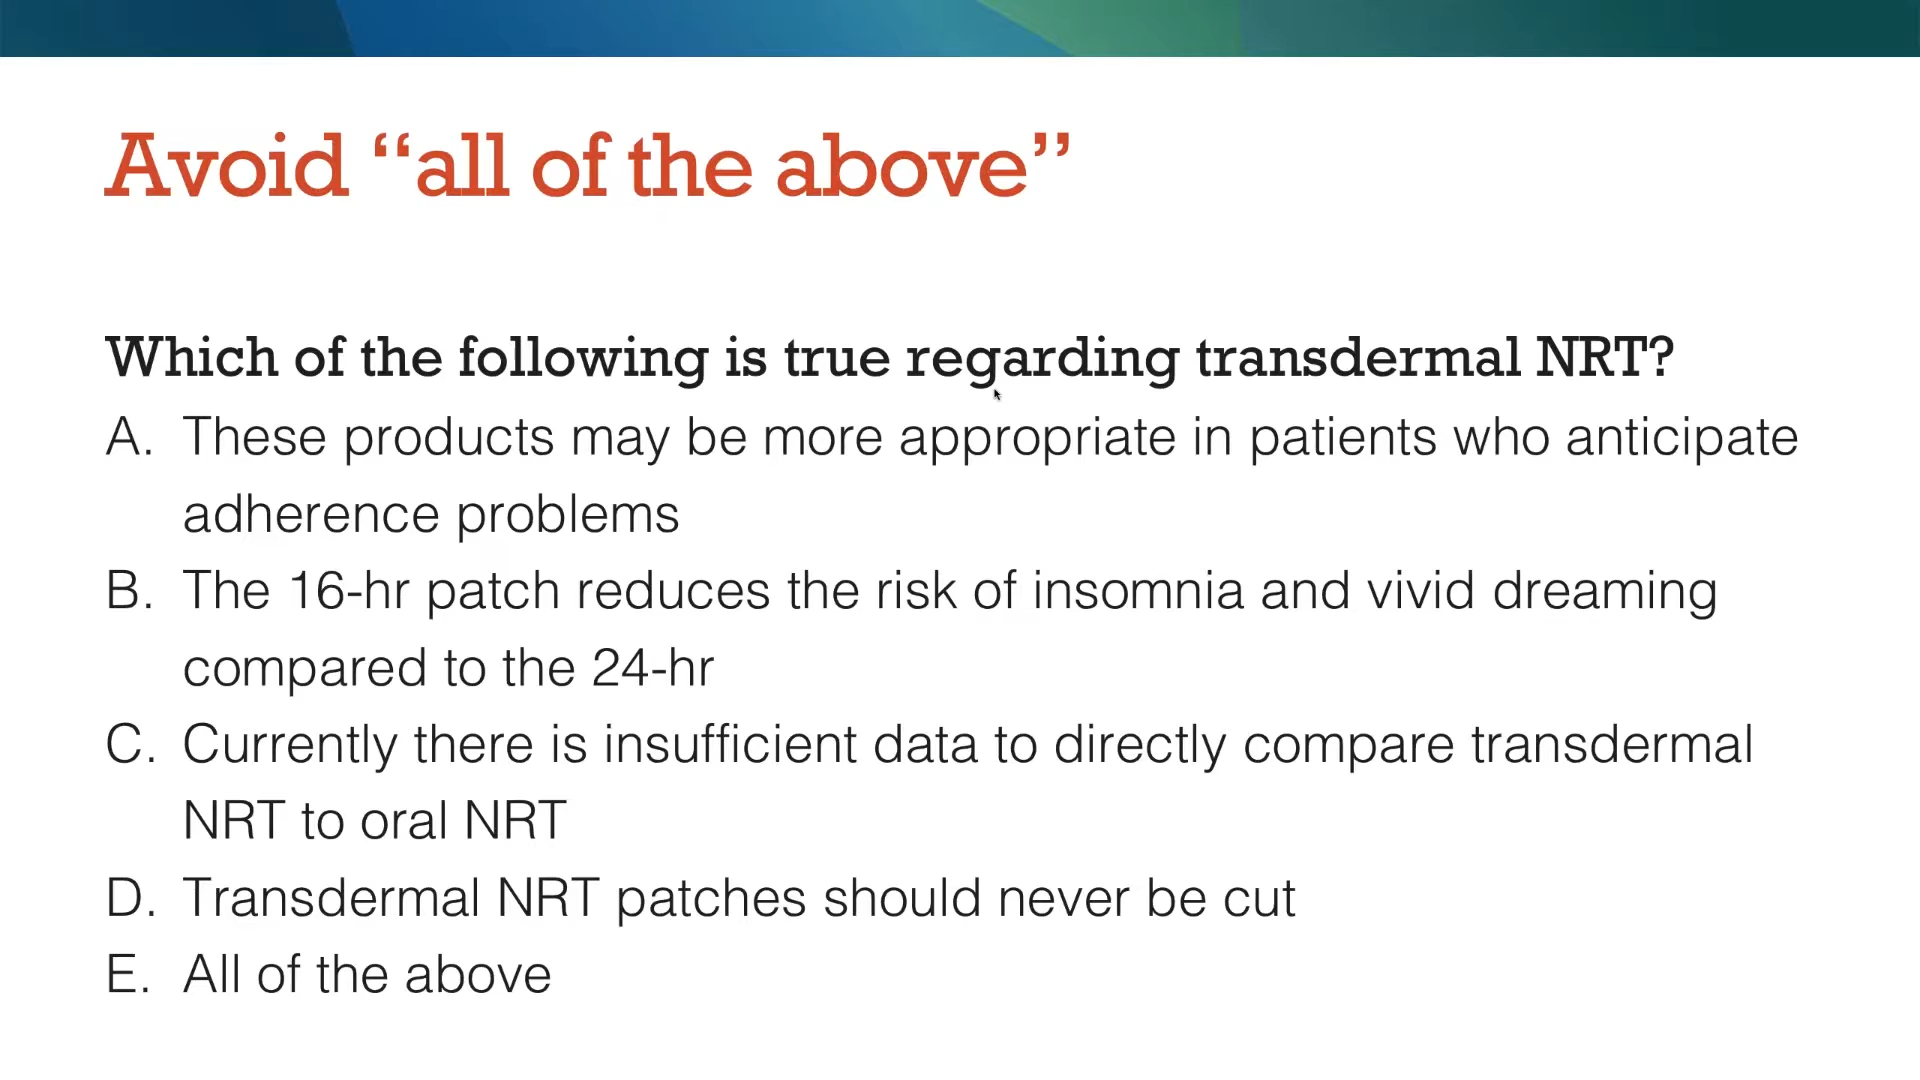 Avoid “all of the above”
Which of the following is true regarding transdermal NRT?
A. These products may be more appropriate in patients who anticipate
adherence problems
B. The 16-hr patch reduces the risk of insomnia and vivid dreaming
compared to the 24-hr
C. Currently there is insufficient data to directly compare transdermal
NRT to oral NRT
D. Transdermal NRT patches should never be cut
E. All of the above